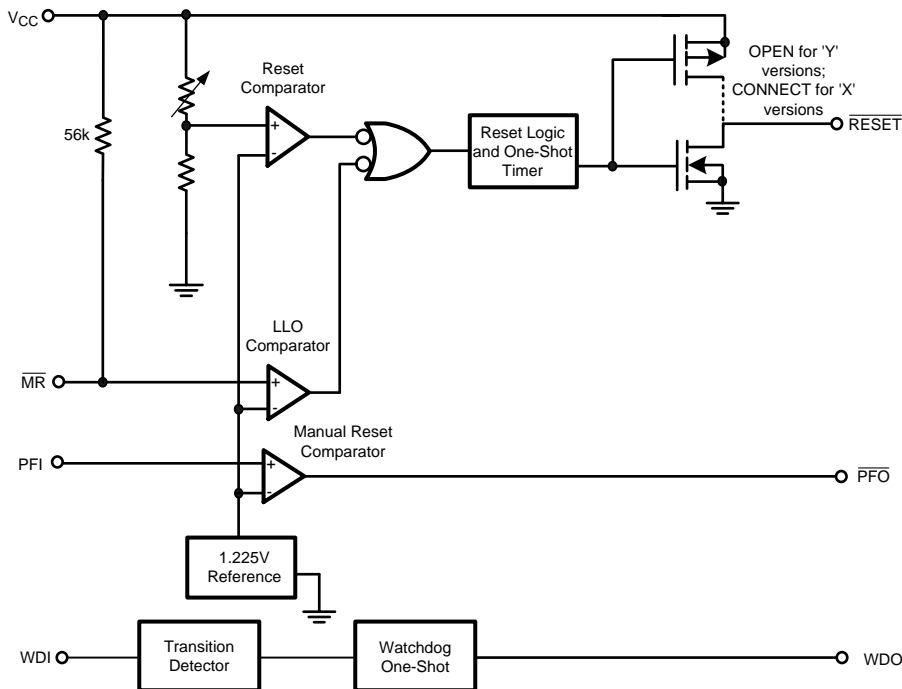 VCC
Reset
Comparator
OPEN for 'Y'
versions;
CONNECT for 'X'
versions
56k
+
-
Reset Logic
and One-Shot
Timer
RESET
LLO
Comparator
MR
+
-
Manual Reset
Comparator
PFI
+
-
PFO
1.225V
Reference
WDI
Transition
Detector
Watchdog
One-Shot
WDO